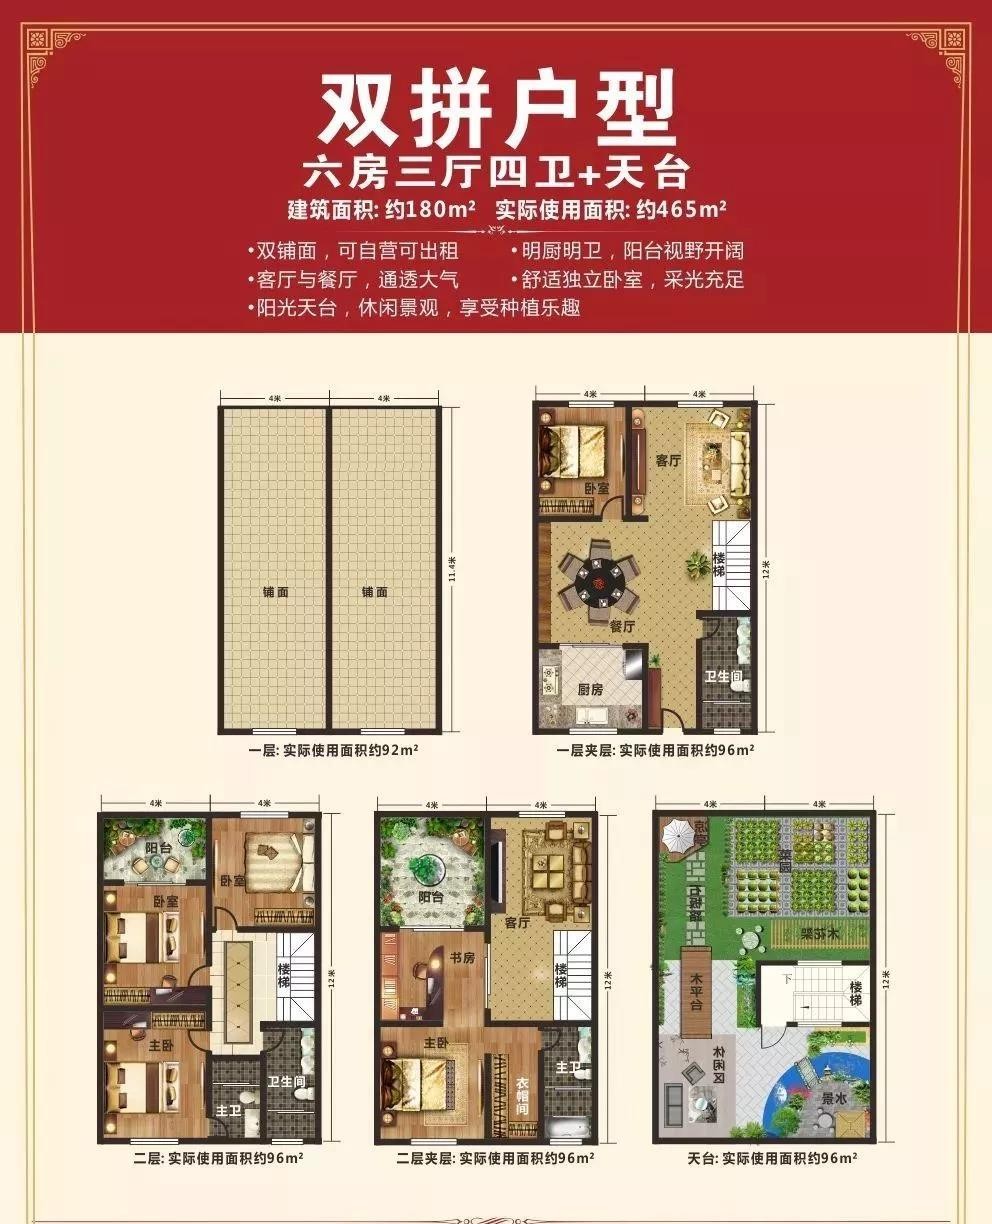 双拼户型
六房三厅四卫+天台
建筑面积: 约180m² 实际使用面积: 约465m²
•双铺面，可自营可出租 •明厨明卫，阳台视野开阔
•客厅与餐厅，通透大气 •舒适独立卧室，采光充足
•阳光天台，休闲景观，享受种植乐趣
4米 4米
11.4米
铺面 铺面
一层: 实际使用面积约92m²
4米 4米
12米
卧室
客厅
楼梯
餐厅
厨房
卫生间
一层夹层: 实际使用面积约96m²
4米 4米
12米
阳台
卧室
卧室
楼梯
主卧
卫生间
主卫
二层: 实际使用面积约96m²
4米 4米
12米
阳台
客厅
书房
楼梯
主卧
主卫
衣帽间
二层夹层: 实际使用面积约96m²
4米 4米
12米
凉亭
菜园
石板路
木花架
木平台
下
楼梯
休闲区
水景
天台: 实际使用面积约96m²